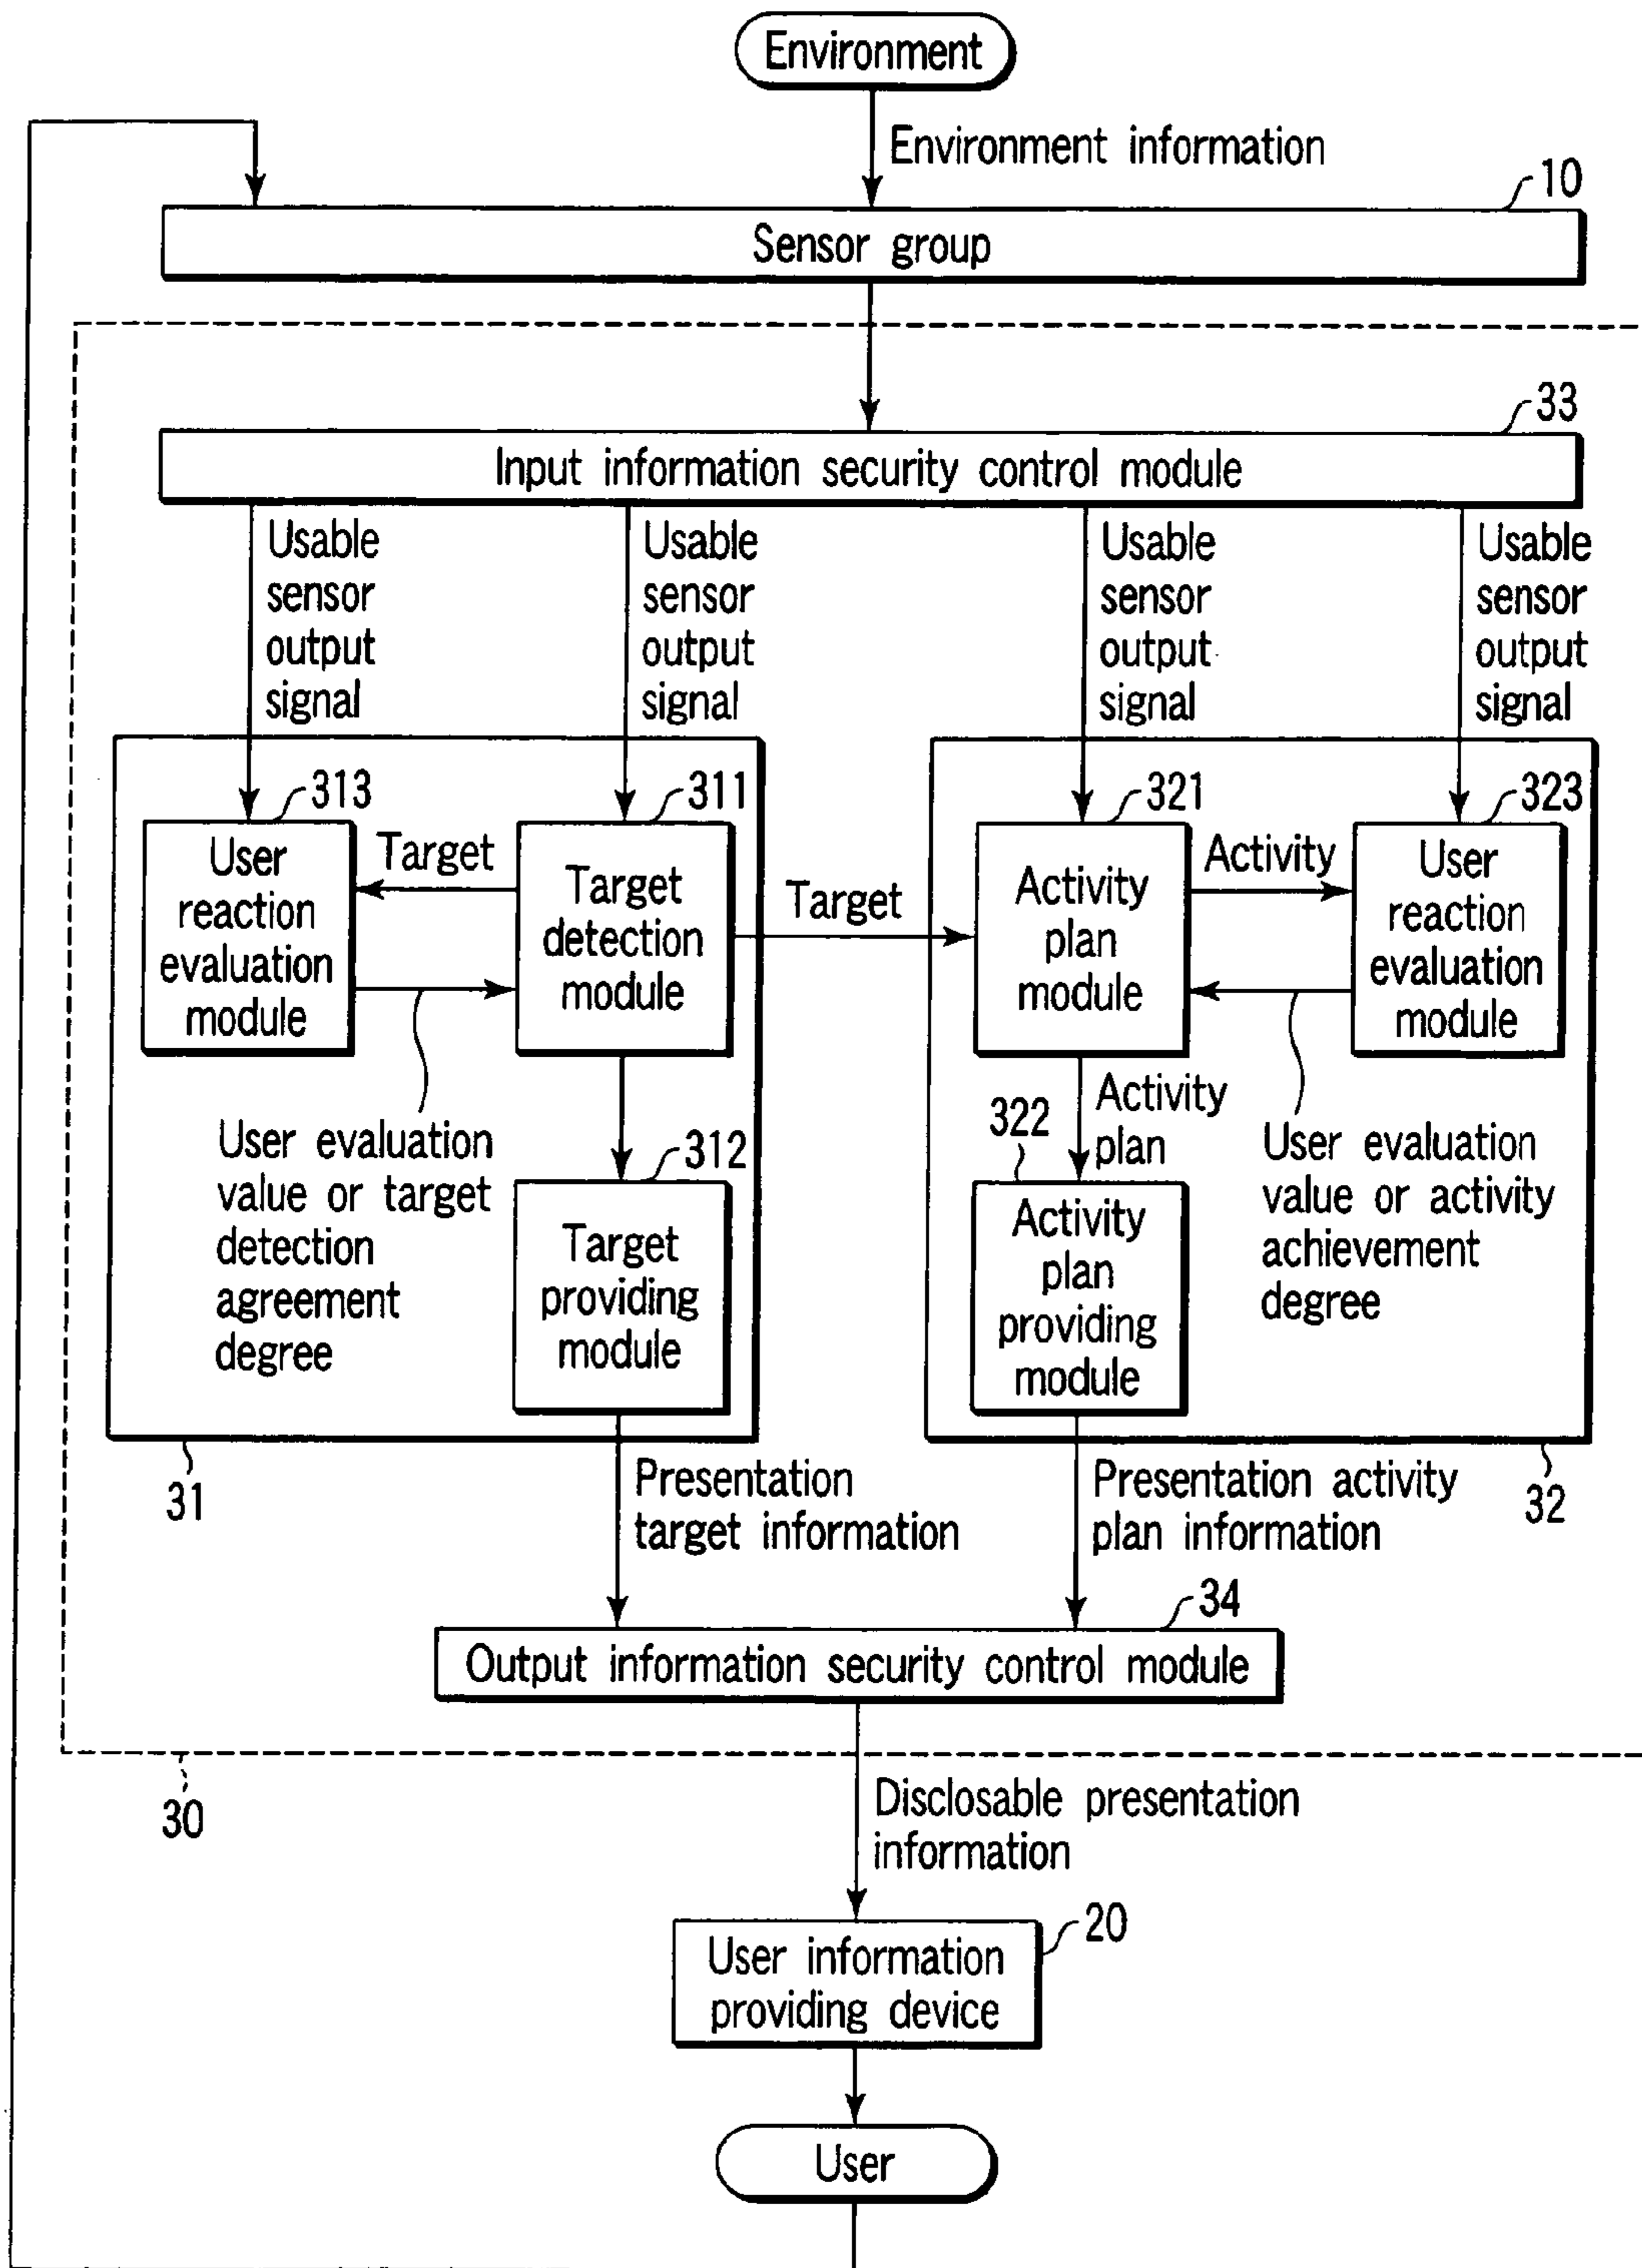 Environment
Environment information
10
Sensor group
33
Input information security control module
Usable
sensor
output
signal
Usable
sensor
output
signal
Usable
sensor
output
signal
Usable
sensor
output
signal
313
User
reaction
evaluation
module
Target
311
Target
detection
module
Target
321
Activity
plan
module
Activity
323
User
reaction
evaluation
module
User evaluation
value or target
detection
agreement
degree
312
Target
providing
module
Activity
plan
322
Activity
plan
providing
module
User evaluation
value or activity
achievement
degree
31
Presentation
target information
Presentation activity
plan information
32
34
Output information security control module
30
Disclosable presentation
information
20
User information
providing device
User